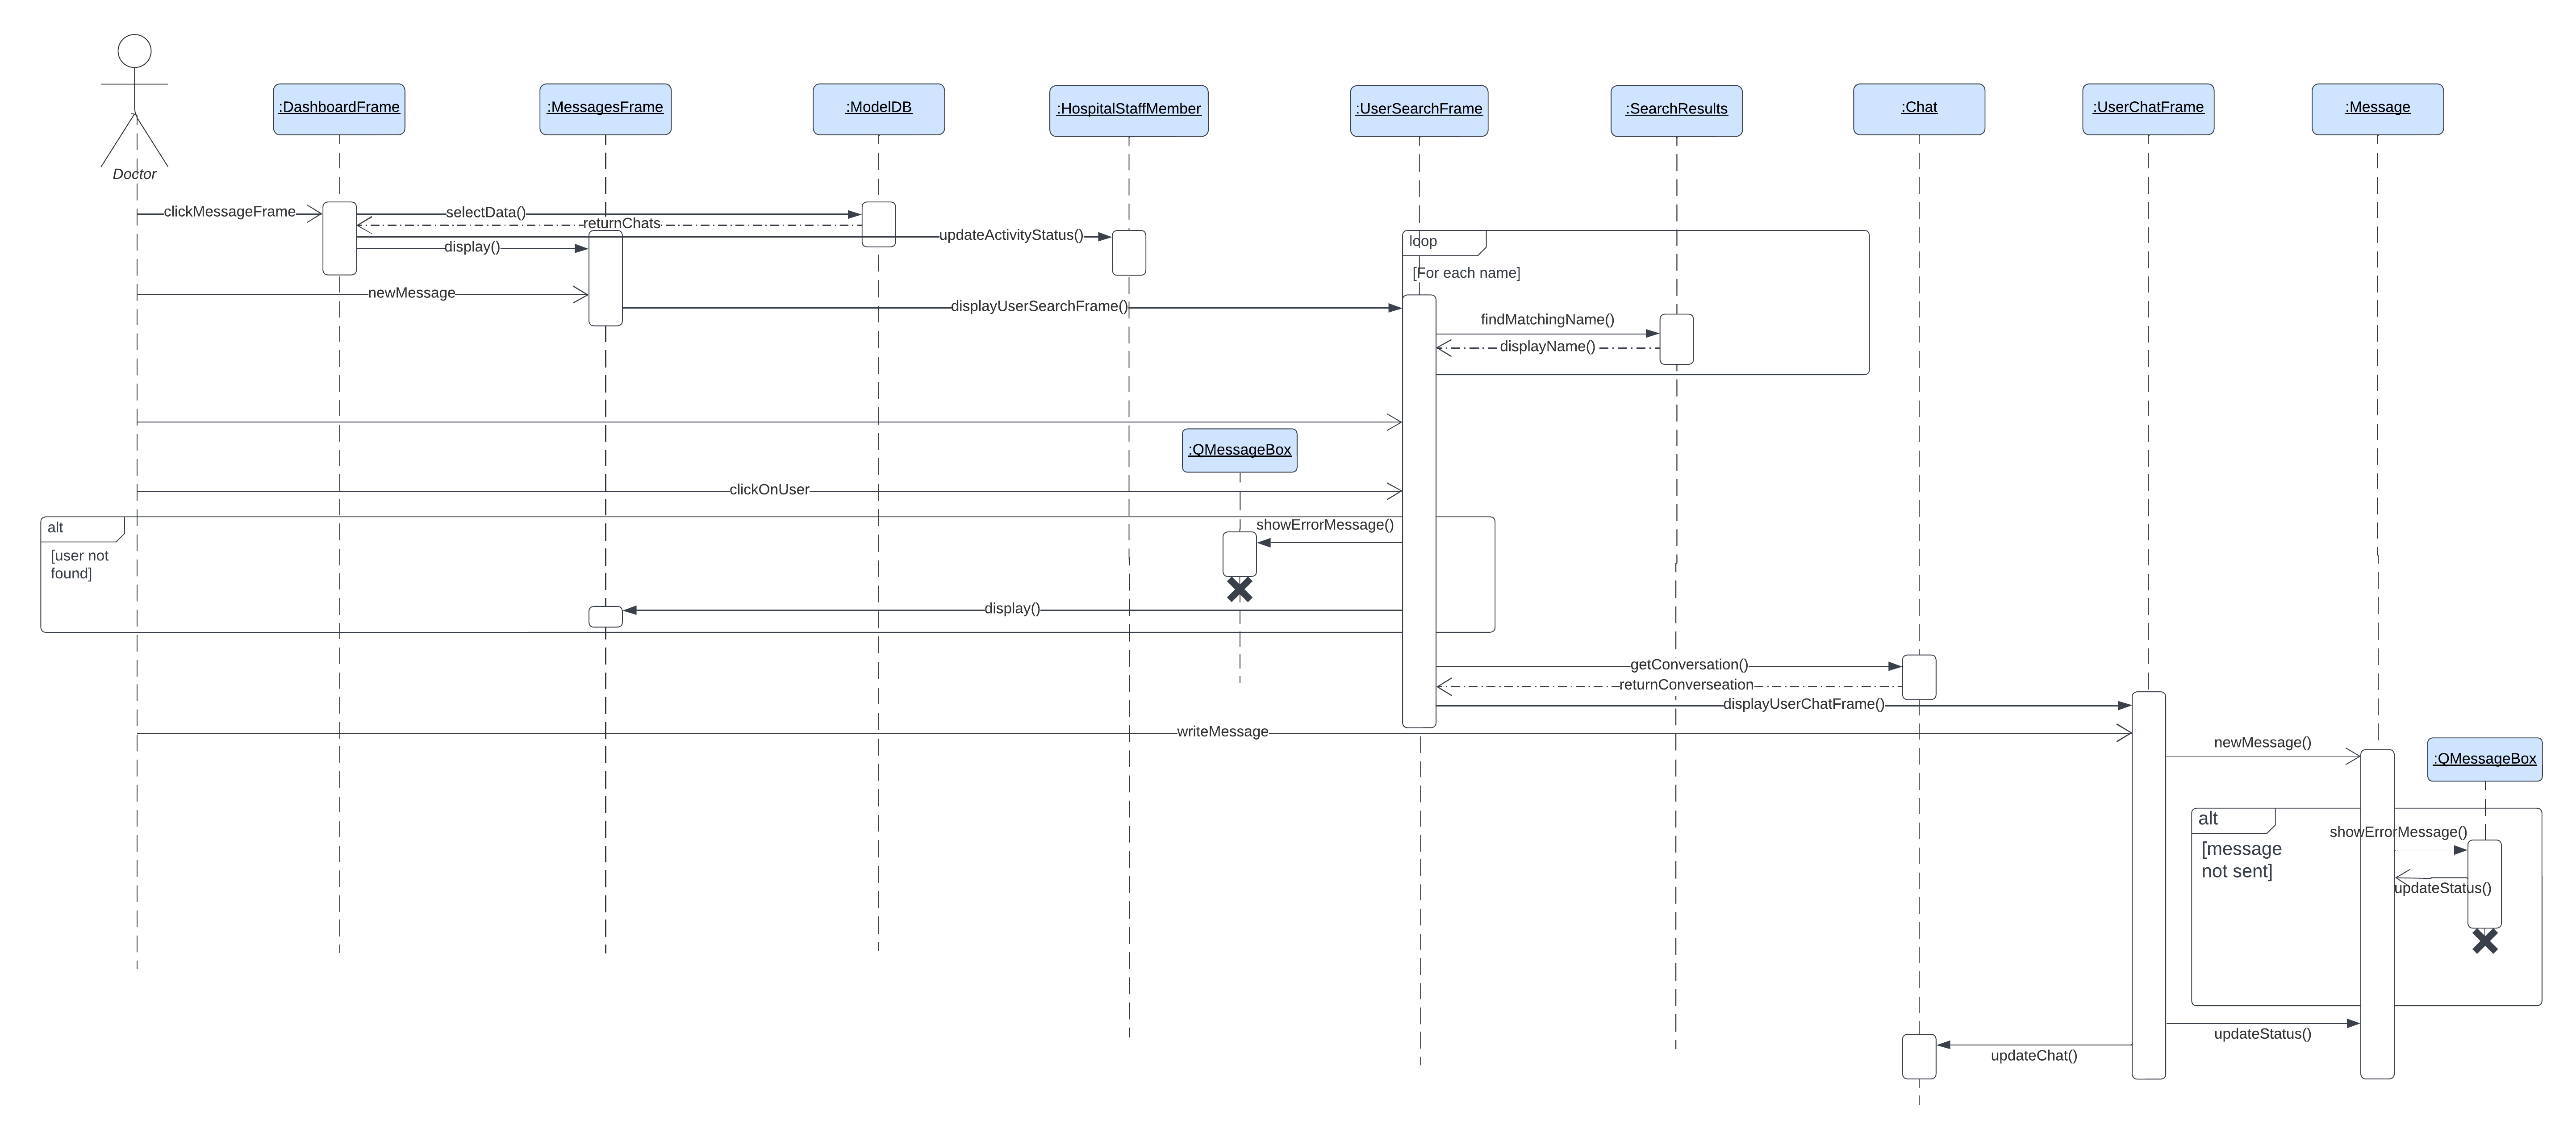 :DashboardFrame
:MessagesFrame
:ModelDB
:HospitalStaffMember
:UserSearchFrame
:SearchResults
:Chat
:UserChatFrame
:Message
Doctor
clickMessageFrame
selectData()
returnChats
updateActivityStatus()
display()
loop
[For each name]
newMessage
displayUserSearchFrame()
findMatchingName()
displayName()
:QMessageBox
clickOnUser
alt
[user not
found]
showErrorMessage()
display()
getConversation()
returnConverseation
displayUserChatFrame()
writeMessage
newMessage()
:QMessageBox
alt
[message
not sent]
showErrorMessage()
updateStatus()
updateStatus()
updateChat()